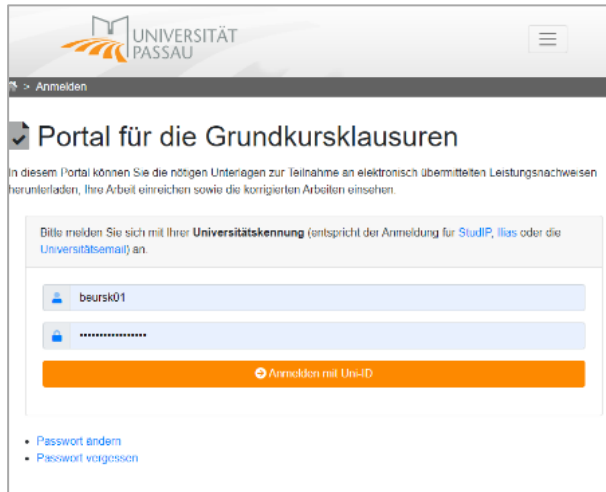 UNIVERSITÄT
PASSAU
> Anmelden
Portal für die Grundkursklausuren
In diesem Portal können Sie die nötigen Unterlagen zur Teilnahme an elektronisch übermittelten Leistungsnachweisen
herunterladen, Ihre Arbeit einreichen sowie die korrigierten Arbeiten einsehen.
Bitte melden Sie sich mit Ihrer Universitätskennung (entspricht der Anmeldung für StudIP, Ilias oder die
Universitätsemail) an.
beursk01
••••••••••••••••
Anmelden mit Uni-ID
• Passwort ändern
• Passwort vergessen